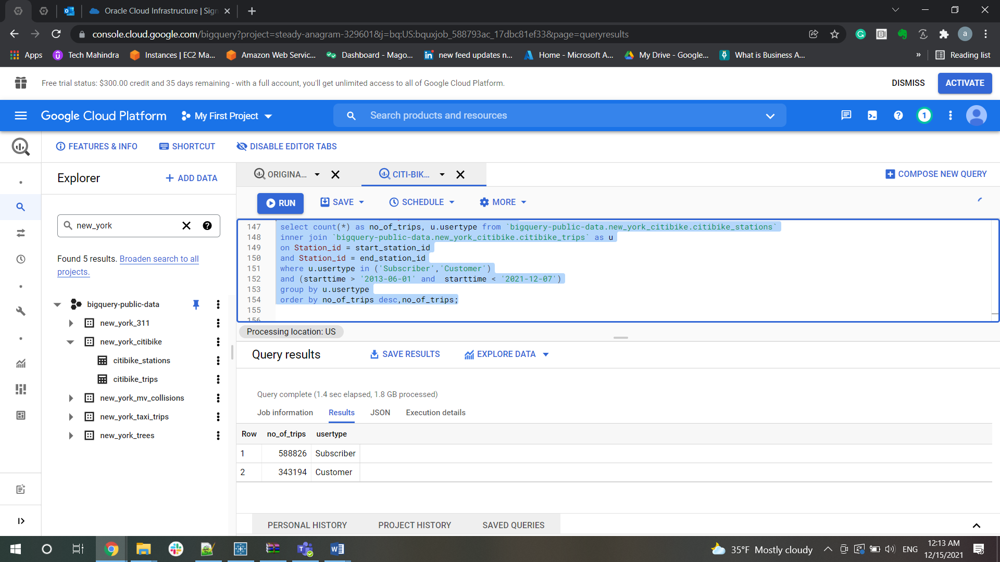 Oracle Cloud Infrastructure | Sign
console.cloud.google.com/bigquery?project=steady-anagram-329601&j=bq:US:bquxjob_588793ac_17dbc81ef33&page=queryresults
a
Apps Tech Mahindra Instances | EC2 Ma... Amazon Web Servic... Dashboard - Mago... new feed updates n... Home - Microsoft A... My Drive - Google... What is Business A... » Reading list
Free trial status: $300.00 credit and 35 days remaining - with a full account, you'll get unlimited access to all of Google Cloud Platform.
DISMISS ACTIVATE
Google Cloud Platform My First Project Search products and resources 1
FEATURES & INFO SHORTCUT DISABLE EDITOR TABS
Explorer + ADD DATA
ORIGINA... CITI-BIK... COMPOSE NEW QUERY
RUN SAVE SCHEDULE MORE
new_york
Found 5 results. Broaden search to all
projects.
bigquery-public-data
new_york_311
new_york_citibike
citibike_stations
citibike_trips
new_york_mv_collisions
new_york_taxi_trips
new_york_trees
147 select count(*) as no_of_trips, u.usertype from `bigquery-public-data.new_york_citibike.citibike_stations`
148 inner join `bigquery-public-data.new_york_citibike.citibike_trips` as u
149 on Station_id = start_station_id
150 and Station_id = end_station_id
151 where u.usertype in ('Subscriber','Customer')
152 and (starttime > '2013-06-01' and  starttime < '2021-12-07')
153 group by u.usertype
154 order by no_of_trips desc,no_of_trips;
155
156
Processing location: US
Query results SAVE RESULTS EXPLORE DATA
Query complete (1.4 sec elapsed, 1.8 GB processed)
Job information Results JSON Execution details
Row no_of_trips usertype
1 588826 Subscriber
2 343194 Customer
PERSONAL HISTORY PROJECT HISTORY SAVED QUERIES
35°F Mostly cloudy ENG 12:13 AM
12/15/2021